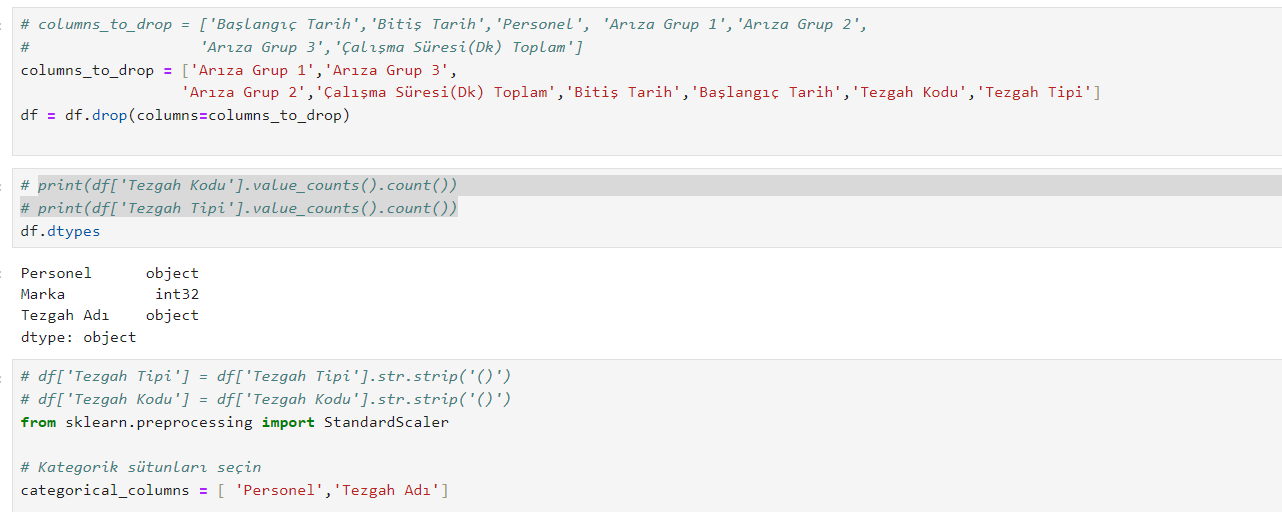 # columns_to_drop = ['Başlangıç Tarih','Bitiş Tarih','Personel', 'Arıza Grup 1','Arıza Grup 2',
#                    'Arıza Grup 3','Çalışma Süresi(Dk) Toplam']
columns_to_drop = ['Arıza Grup 1','Arıza Grup 3',
                  'Arıza Grup 2','Çalışma Süresi(Dk) Toplam','Bitiş Tarih','Başlangıç Tarih','Tezgah Kodu','Tezgah Tipi']
df = df.drop(columns=columns_to_drop)
# print(df['Tezgah Kodu'].value_counts().count())
# print(df['Tezgah Tipi'].value_counts().count())
df.dtypes
Personel      object
Marka          int32
Tezgah Adı    object
dtype: object
# df['Tezgah Tipi'] = df['Tezgah Tipi'].str.strip('()')
# df['Tezgah Kodu'] = df['Tezgah Kodu'].str.strip('()')
from sklearn.preprocessing import StandardScaler
# Kategorik sütunları seçin
categorical_columns = [ 'Personel','Tezgah Adı']